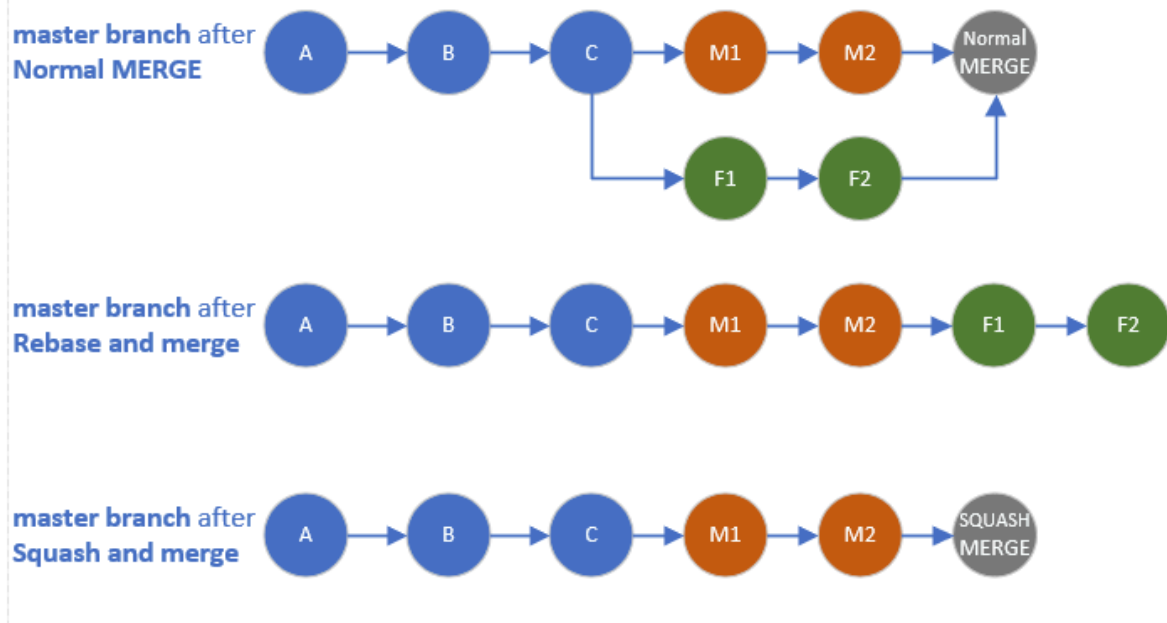 master branch after
Normal MERGE
A
B
C
M1
M2
Normal
MERGE
F1
F2
master branch after
Rebase and merge
A
B
C
M1
M2
F1
F2
master branch after
Squash and merge
A
B
C
M1
M2
SQUASH
MERGE